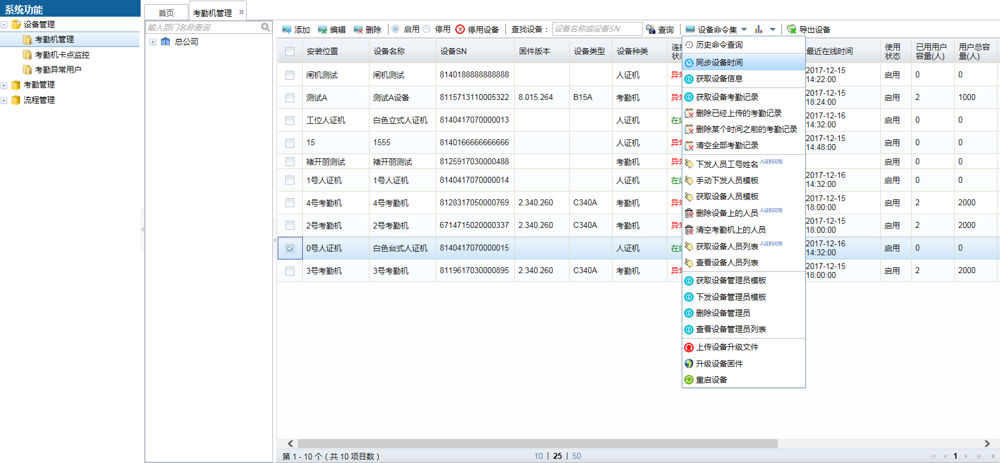 系统功能
设备管理
考勤机管理
考勤机卡点监控
考勤异常用户
考勤管理
流程管理
首页
考勤机管理 x
输入部门名称查询
总公司
添加 编辑 删除 启用 停用 停用设备 查找设备： 设备名称或设备SN 查询 设备命令集 导出设备
安装位置 设备名称 设备SN 固件版本 设备类型 设备种类 最近在线时间 使用状态 已用用户容量(人) 用户总容量(人)
闸机测试 闸机测试 8140188888888888 人证机 2017-12-15 14:22:00 启用 0 0
测试A 测试A设备 8115713110005322 8.015.264 B15A 考勤机 2017-12-15 18:24:00 启用 2 1000
工位人证机 白色立式人证机 8140417070000013 人证机 2017-12-16 14:32:00 启用 0 0
15 1555 8140166666666666 人证机 2017-12-15 14:48:00 启用 0 0
褚开丽测试 褚开丽测试 8125917030000488 考勤机 启用 0 0
1号人证机 1号人证机 8140417070000014 人证机 2017-12-16 14:32:00 启用 0 0
4号考勤机 4号考勤机 8128317050000769 2.340.260 C340A 考勤机 2017-12-15 18:00:00 启用 2 2000
2号考勤机 2号考勤机 6714715020000337 2.340.260 C340A 考勤机 2017-12-15 18:00:00 启用 2 2000
0号人证机 白色台式人证机 8140417070000015 人证机 2017-12-16 14:32:00 启用 0 0
3号考勤机 3号考勤机 8119617030000895 2.340.260 C340A 考勤机 2017-12-15 18:00:00 启用 2 2000
历史命令查询
同步设备时间
获取设备信息
获取设备考勤记录
删除已经上传的考勤记录
删除某个时间之前的考勤记录
清空全部考勤记录
下发人员工号姓名 人证机可用
手动下发人员模板
获取设备人员模板
删除设备上的人员 人证机可用
清空考勤机上的人员
获取设备人员列表 人证机可用
查看设备人员列表
获取设备管理员模板
下发设备管理员模板
删除设备管理员
查看设备管理员列表
上传设备升级文件
升级设备固件
重启设备
第 1 - 10 个 ( 共 10 项目数 ) 10 | 25 | 50 1